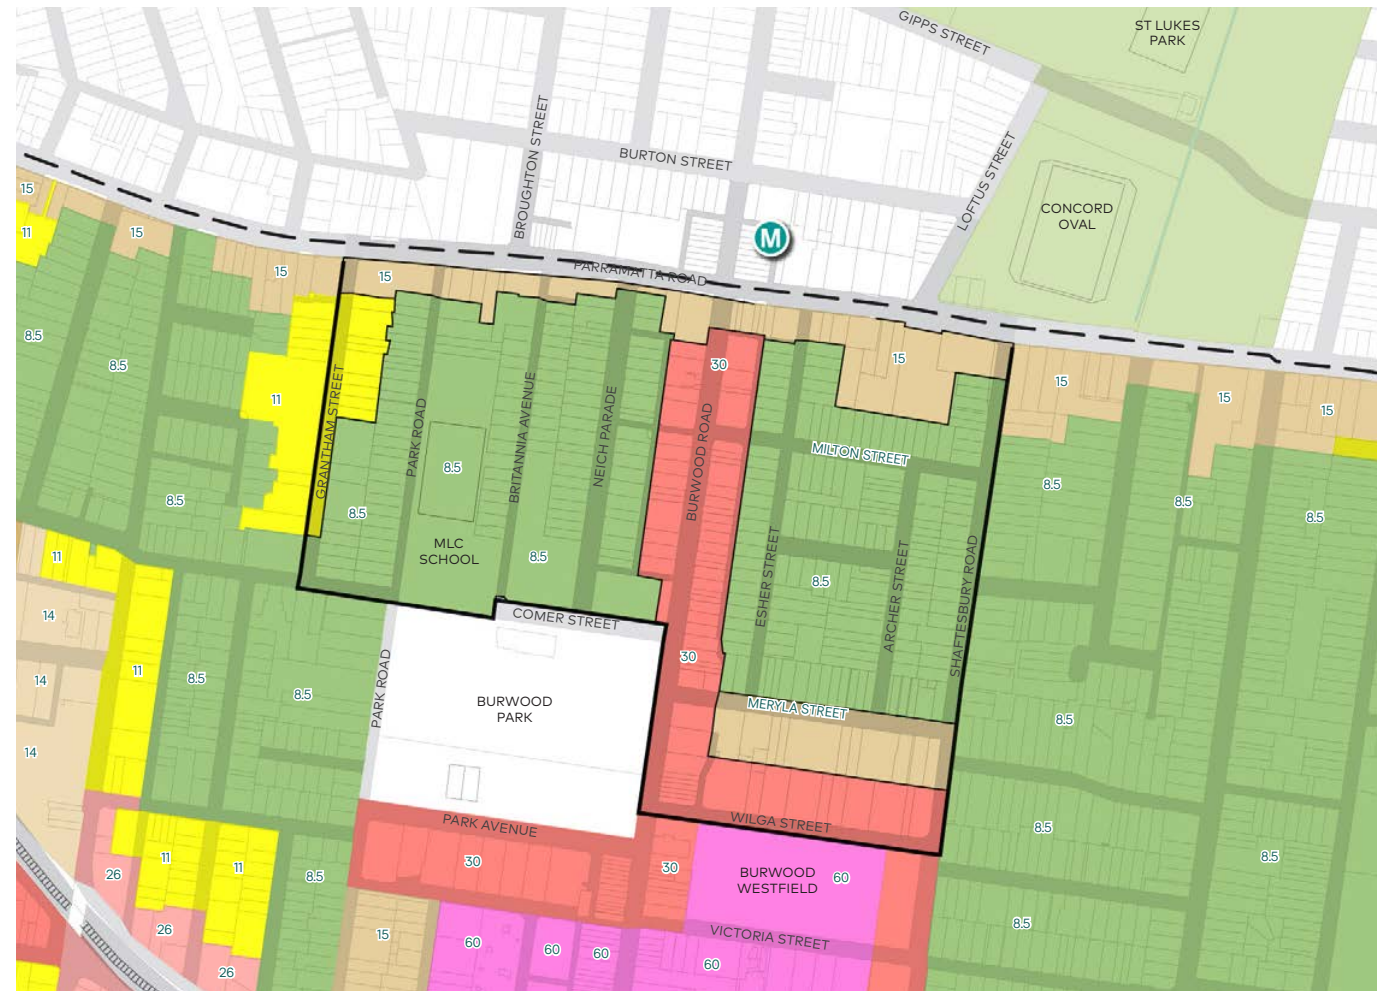 GIPPS STREET
ST LUKES
PARK
BROUGHTON STREET
BURTON STREET
LOFTUS STREET
CONCORD
OVAL
M
PARRAMATTA ROAD
15
11
15
15
15
8.5
8.5
11
GRANTHAM STREET
PARK ROAD
8.5
BRITANNIA AVENUE
NEICH PARADE
30
BURWOOD ROAD
15
MILTON STREET
15
15
15
8.5
8.5
8.5
8.5
8.5
MLC
SCHOOL
8.5
ESHER STREET
8.5
ARCHER STREET
SHAFTESBURY ROAD
11
14
11
14
14
8.5
8.5
PARK ROAD
COMER STREET
BURWOOD
PARK
30
MERYLA STREET
8.5
PARK AVENUE
WILGA STREET
8.5
11
11
26
8.5
30
30
BURWOOD
WESTFIELD
60
8.5
26
15
60
60
60
VICTORIA STREET
60
8.5
26